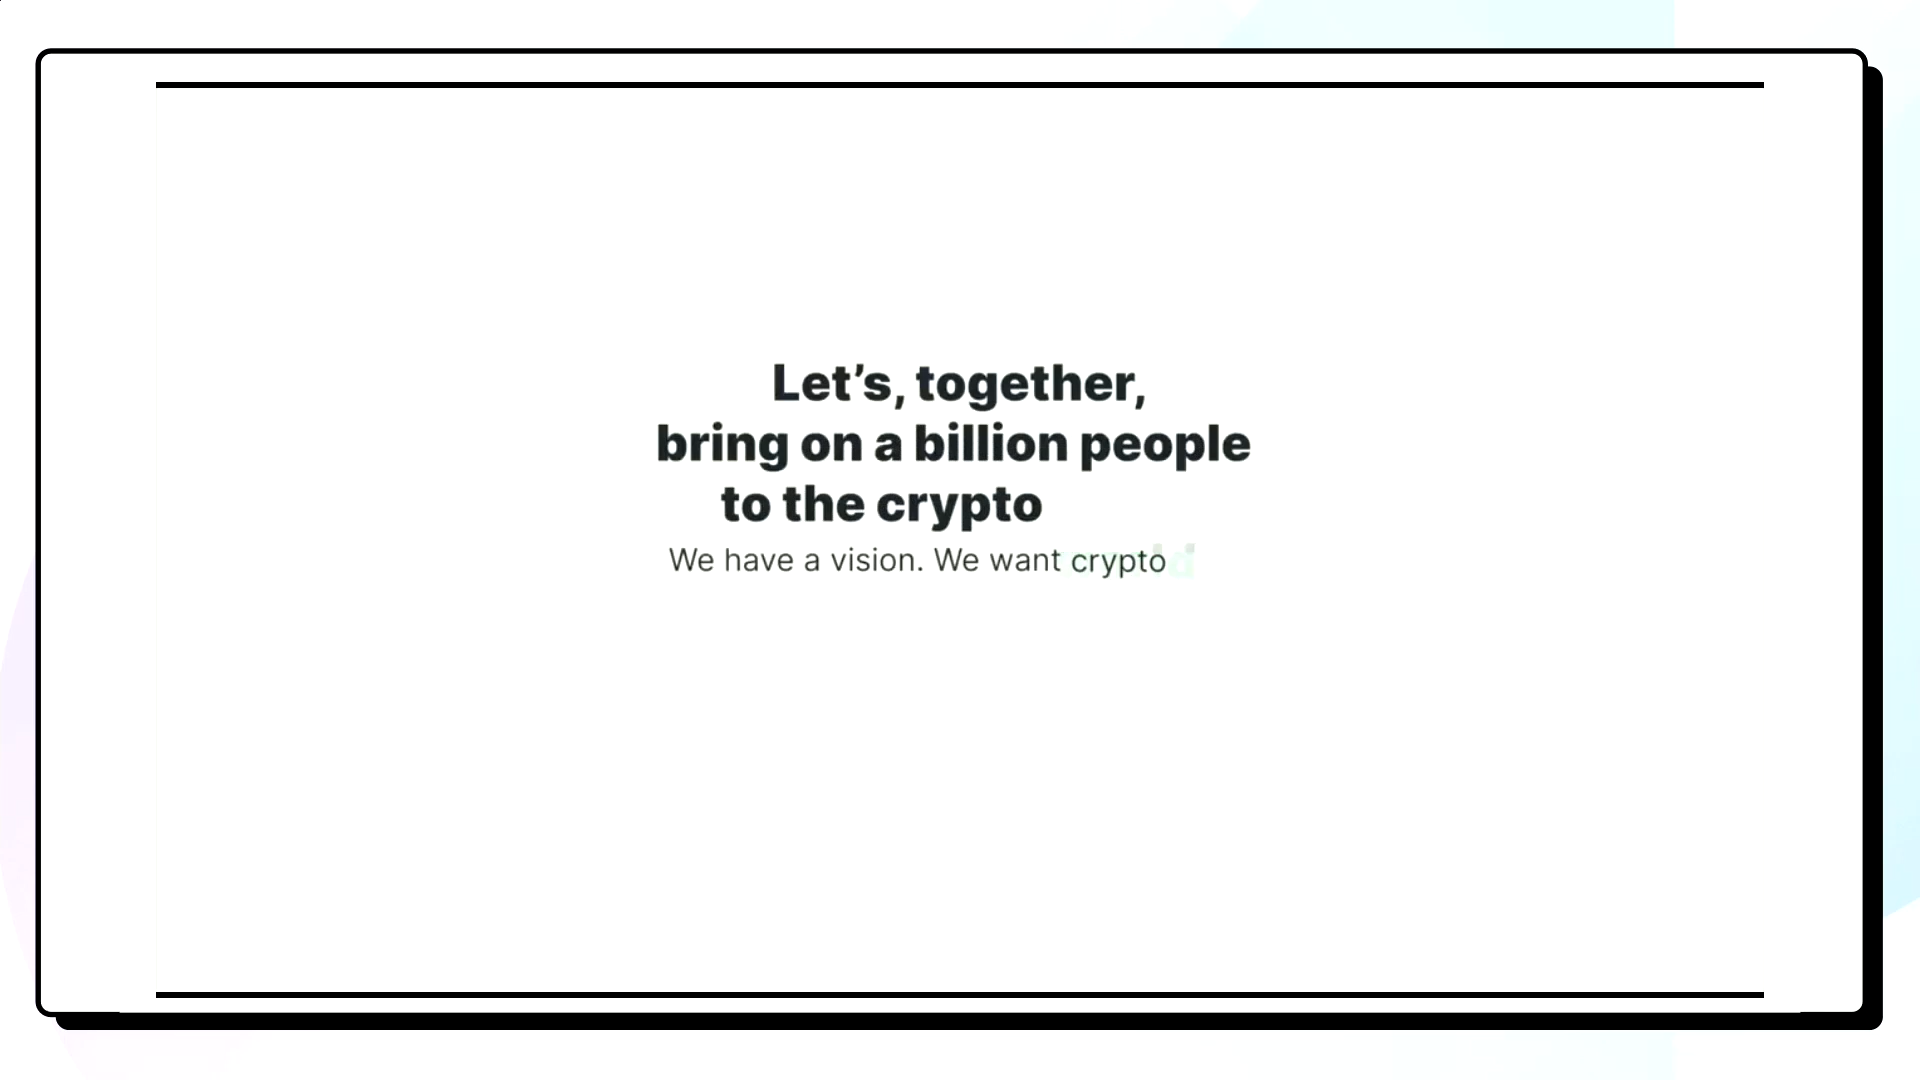 Let’s, together,
bring on a billion people
to the crypto
We have a vision. We want crypto